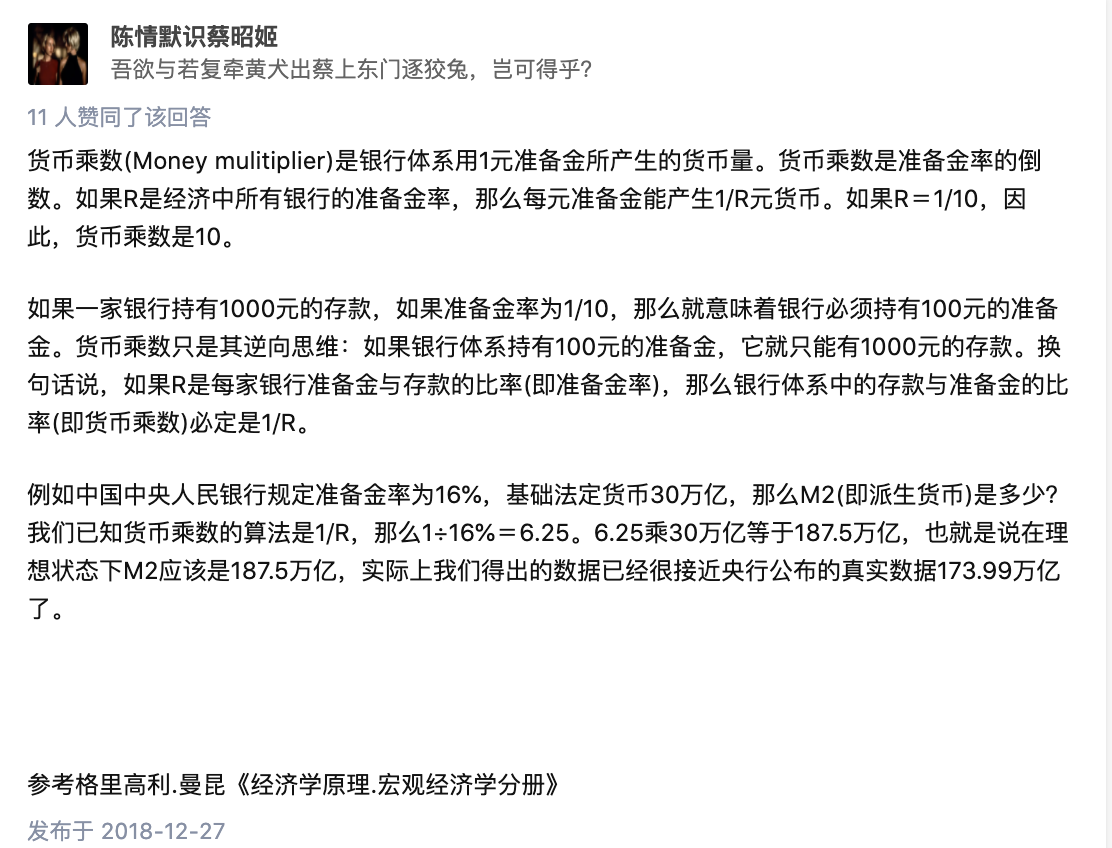 陈情默识蔡昭姬
吾欲与若复牵黄犬出蔡上东门逐狡兔，岂可得乎？
11 人赞同了该回答
货币乘数(Money mulitiplier)是银行体系用1元准备金所产生的货币量。货币乘数是准备金率的倒
数。如果R是经济中所有银行的准备金率，那么每元准备金能产生1/R元货币。如果R＝1/10，因
此，货币乘数是10。
如果一家银行持有1000元的存款，如果准备金率为1/10，那么就意味着银行必须持有100元的准备
金。货币乘数只是其逆向思维：如果银行体系持有100元的准备金，它就只能有1000元的存款。换
句话说，如果R是每家银行准备金与存款的比率(即准备金率)，那么银行体系中的存款与准备金的比
率(即货币乘数)必定是1/R。
例如中国中央人民银行规定准备金率为16%，基础法定货币30万亿，那么M2(即派生货币)是多少？
我们已知货币乘数的算法是1/R，那么1÷16%＝6.25。6.25乘30万亿等于187.5万亿，也就是说在理
想状态下M2应该是187.5万亿，实际上我们得出的数据已经很接近央行公布的真实数据173.99万亿
了。
参考格里高利.曼昆《经济学原理.宏观经济学分册》
发布于 2018-12-27